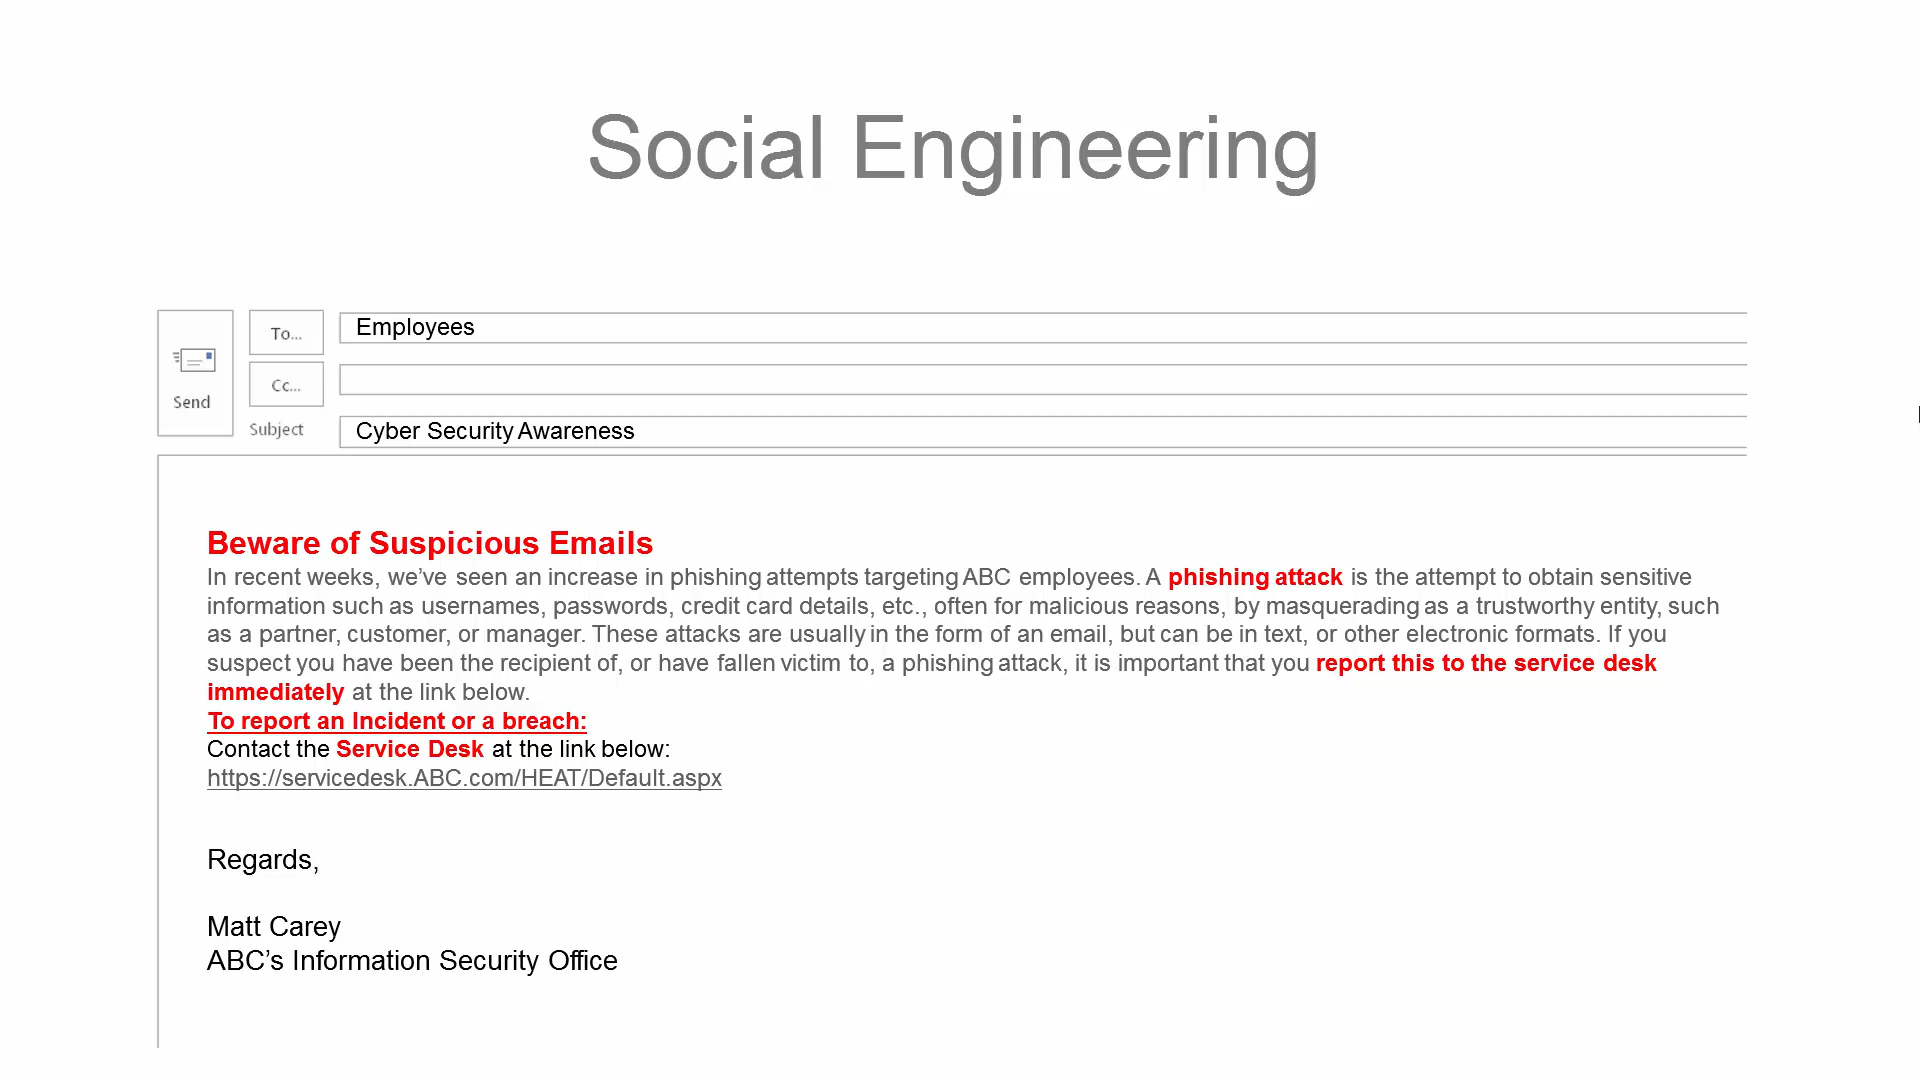 Social Engineering
Send
To...
Employees
Cc...
Subject
Cyber Security Awareness
Beware of Suspicious Emails
In recent weeks, we’ve seen an increase in phishing attempts targeting ABC employees. A phishing attack is the attempt to obtain sensitive
information such as usernames, passwords, credit card details, etc., often for malicious reasons, by masquerading as a trustworthy entity, such
as a partner, customer, or manager. These attacks are usually in the form of an email, but can be in text, or other electronic formats. If you
suspect you have been the recipient of, or have fallen victim to, a phishing attack, it is important that you report this to the service desk
immediately at the link below.
To report an Incident or a breach:
Contact the Service Desk at the link below:
https://servicedesk.ABC.com/HEAT/Default.aspx
Regards,
Matt Carey
ABC’s Information Security Office